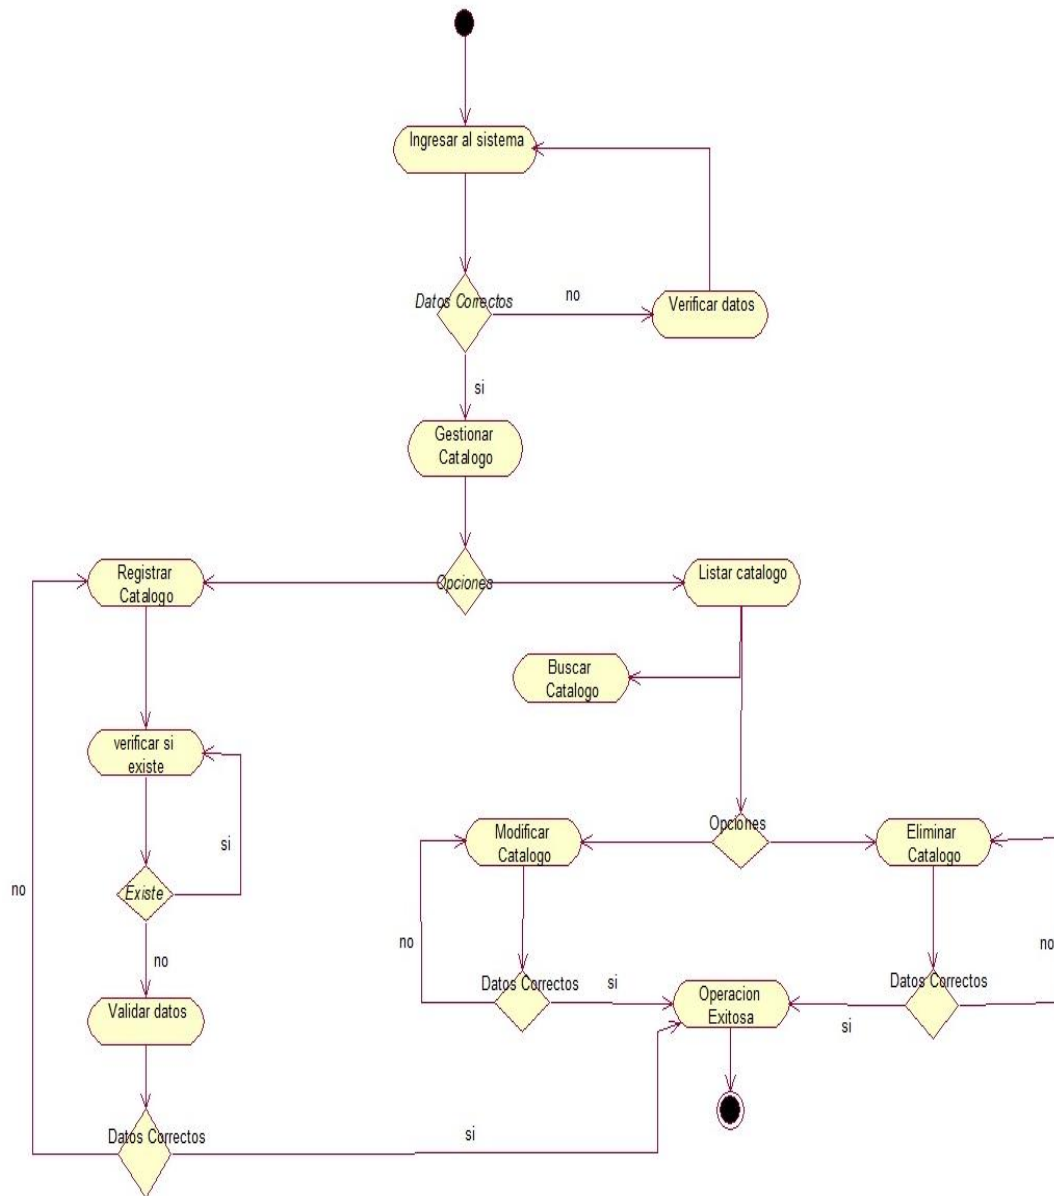 Ingresar al sistema
Datos Correctos
no
Verificar datos
si
Gestionar
Catalogo
Registrar
Catalogo
Opciones
Listar catalogo
Buscar
Catalogo
verificar si
existe
si
Existe
no
no
Validar datos
Datos Correctos
si
Modificar
Catalogo
Opciones
Eliminar
Catalogo
no
Datos Correctos
si
Operacion
Exitosa
si
Datos Correctos
no